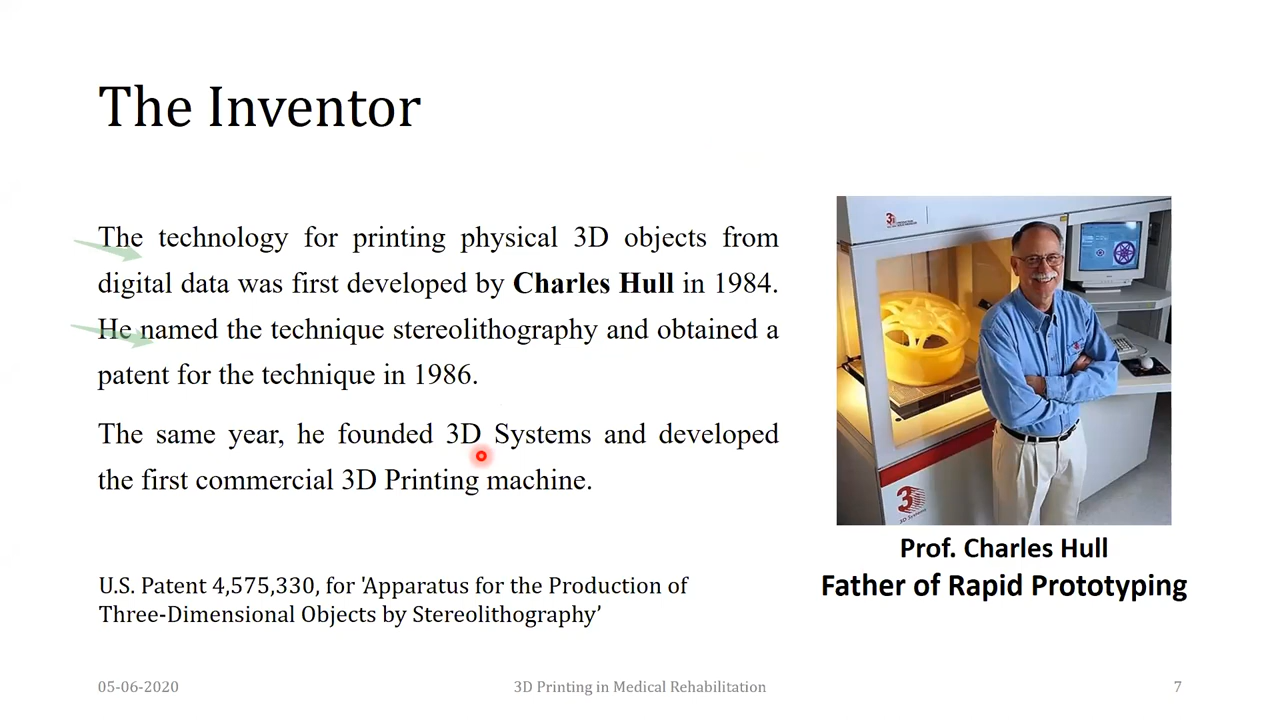 The Inventor
The technology for printing physical 3D objects from
digital data was first developed by Charles Hull in 1984.
He named the technique stereolithography and obtained a
patent for the technique in 1986.
The same year, he founded 3D Systems and developed
the first commercial 3D Printing machine.
U.S. Patent 4,575,330, for 'Apparatus for the Production of
Three-Dimensional Objects by Stereolithography’
3D Systems
Prof. Charles Hull
Father of Rapid Prototyping
05-06-2020
3D Printing in Medical Rehabilitation
7